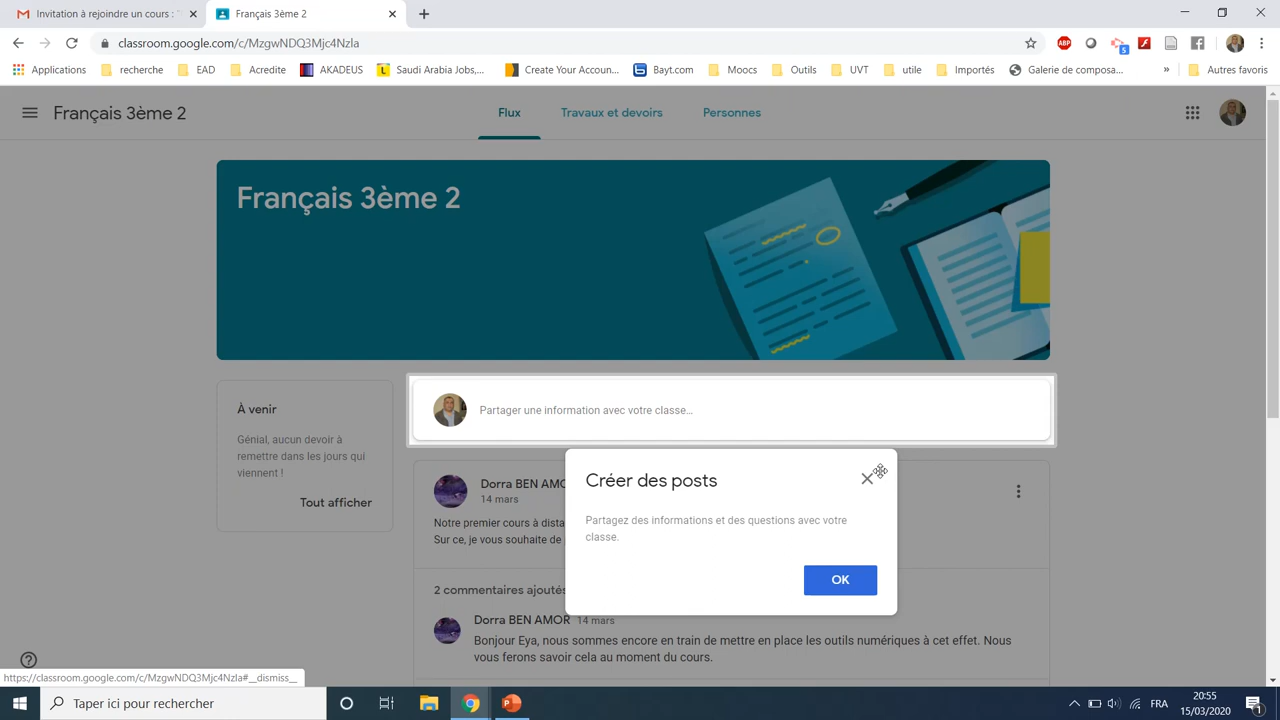 Invitation à rejoindre un cours : "
Français 3ème 2
classroom.google.com/c/MzgwNDQ3Mjc4NzIa
ABP
5
Applications
recherche
EAD
Acredite
AKADEUS
Saudi Arabia Jobs,...
Create Your Accoun...
Bayt.com
Moocs
Outils
UVT
utile
Importés
Galerie de composa...
»
Autres favoris
Français 3ème 2
Flux
Travaux et devoirs
Personnes
Français 3ème 2
À venir
Génial, aucun devoir à
remettre dans les jours qui
viennent !
Tout afficher
Partager une information avec votre classe...
Dorra BEN AMO
14 mars
Notre premier cours à dista
Sur ce, je vous souhaite de
Créer des posts
Partagez des informations et des questions avec votre
classe.
OK
2 commentaires ajoutés
Dorra BEN AMOR 14 mars
Bonjour Eya, nous sommes encore en train de mettre en place les outils numériques à cet effet. Nous
vous ferons savoir cela au moment du cours.
https://classroom.google.com/c/MzgwNDQ3Mjc4NzIa#__dismiss__
Taper ici pour rechercher
FRA
20:55
15/03/2020
1